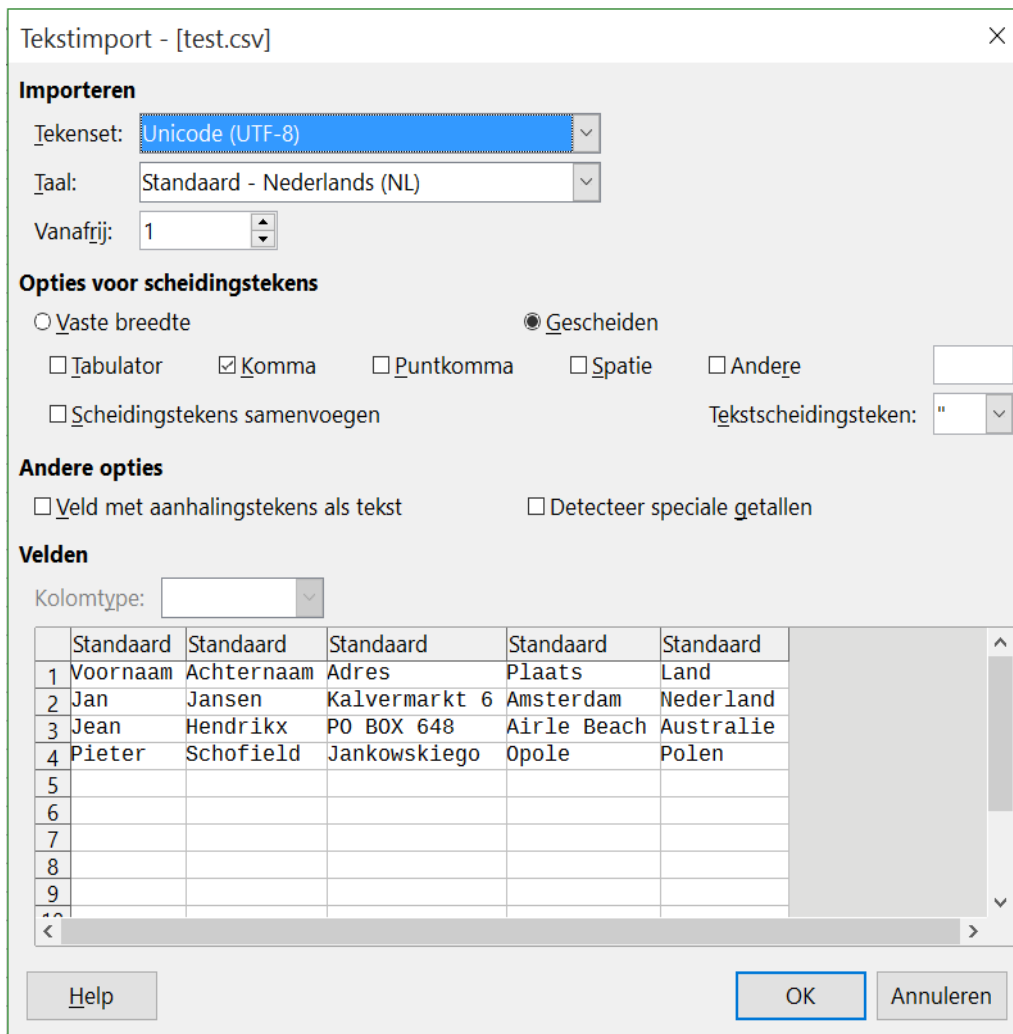 Tekstimport - [test.csv]
Importeren
Tekenset: Unicode (UTF-8)
Taal: Standaard - Nederlands (NL)
Vanafrij: 1
Opties voor scheidingstekens
Vaste breedte Gescheiden
Tabulator Komma Puntkomma Spatie Andere
Scheidingstekens samenvoegen Tekstscheidingsteken: "
Andere opties
Veld met aanhalingstekens als tekst Detecteer speciale getallen
Velden
Kolomtype:
Standaard Standaard Standaard Standaard Standaard
1 Voornaam Achternaam Adres Plaats Land
2 Jan Jansen Kalvermarkt 6 Amsterdam Nederland
3 Jean Hendrikx PO BOX 648 Airle Beach Australie
4 Pieter Schofield Jankowskiego Opole Polen
5
6
7
8
9
10
Help OK Annuleren